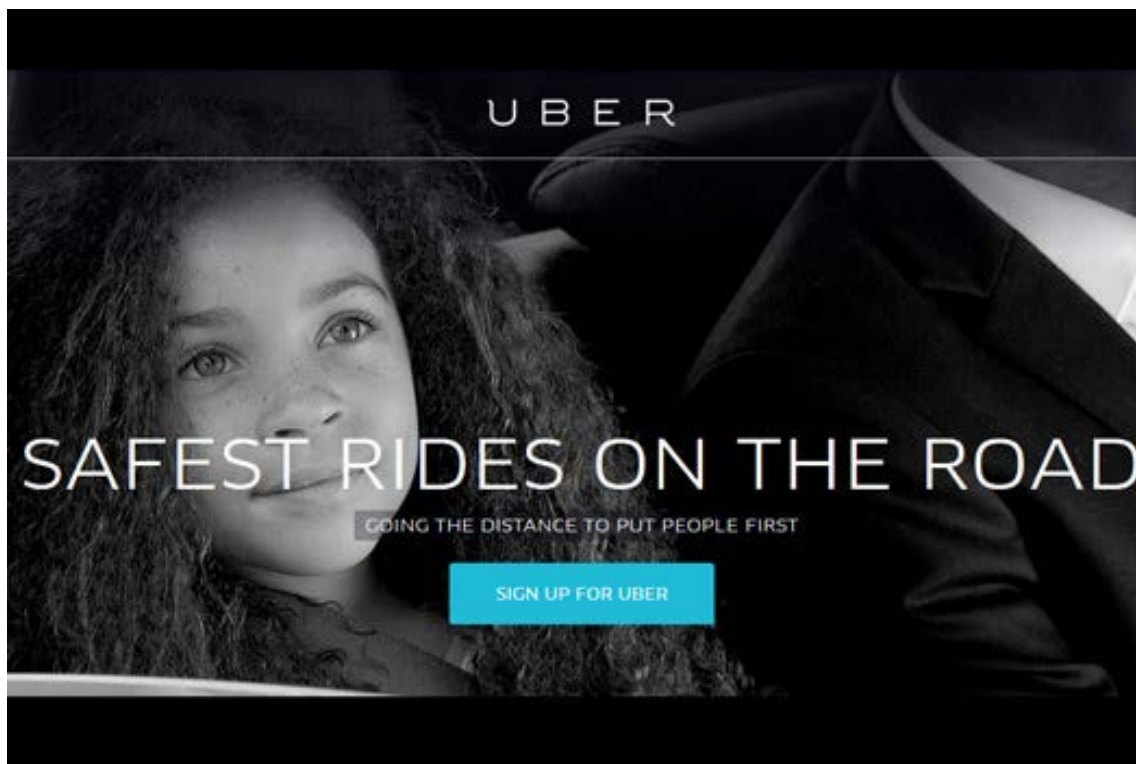 UBER
SAFEST RIDES ON THE ROAD
GOING THE DISTANCE TO PUT PEOPLE FIRST
SIGN UP FOR UBER